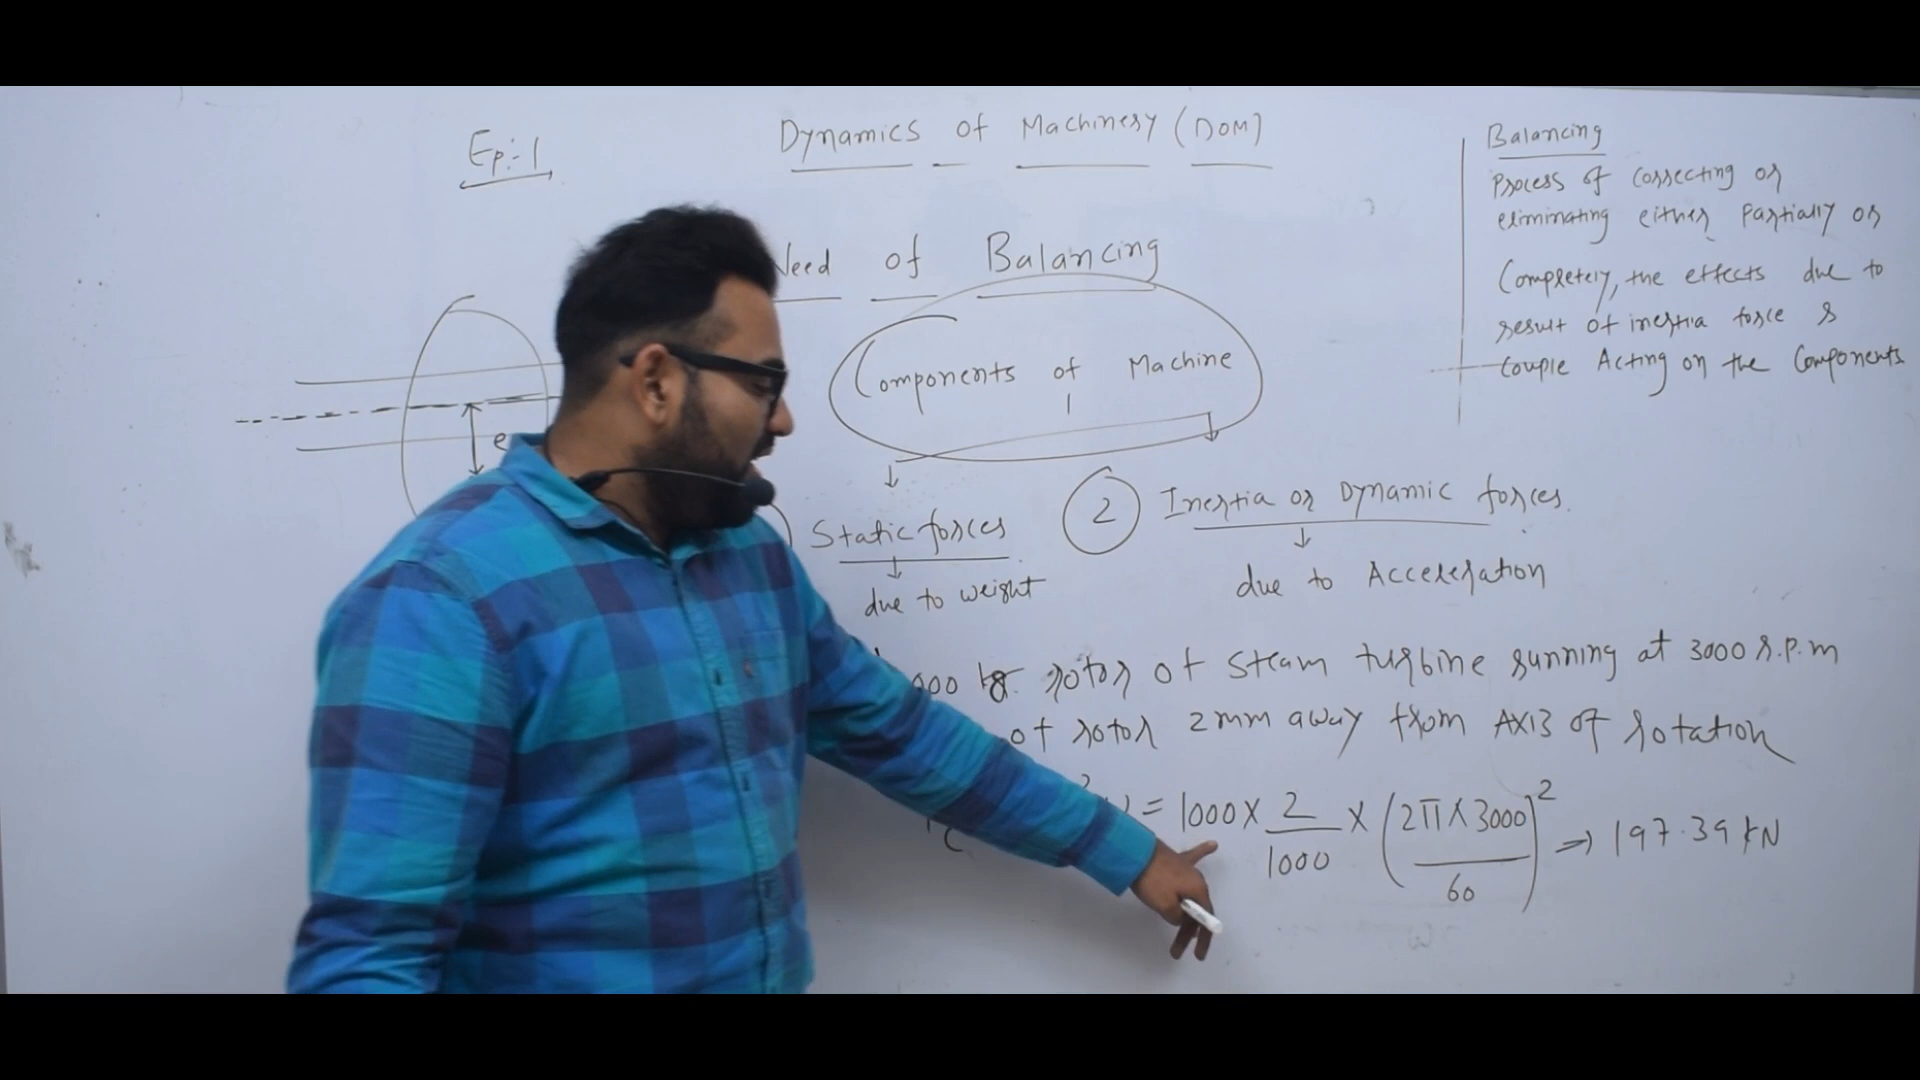 Ep:-1
Dynamics of Machinery (DOM)
Need of Balancing
Components of Machine
Static forces
due to weight
2 Inertia or Dynamic forces.
due to Acceleration
e
000 kg. rotor of steam turbine running at 3000 r.p.m
of rotor 2mm away from Axis of rotation
= 1000 X 2/1000 X (2π X 3000/60)² ⇒ 197.39 kN
Balancing
Process of correcting or
eliminating either Partially or
Completely, the effects due to
result of inertia force &
couple Acting on the Components